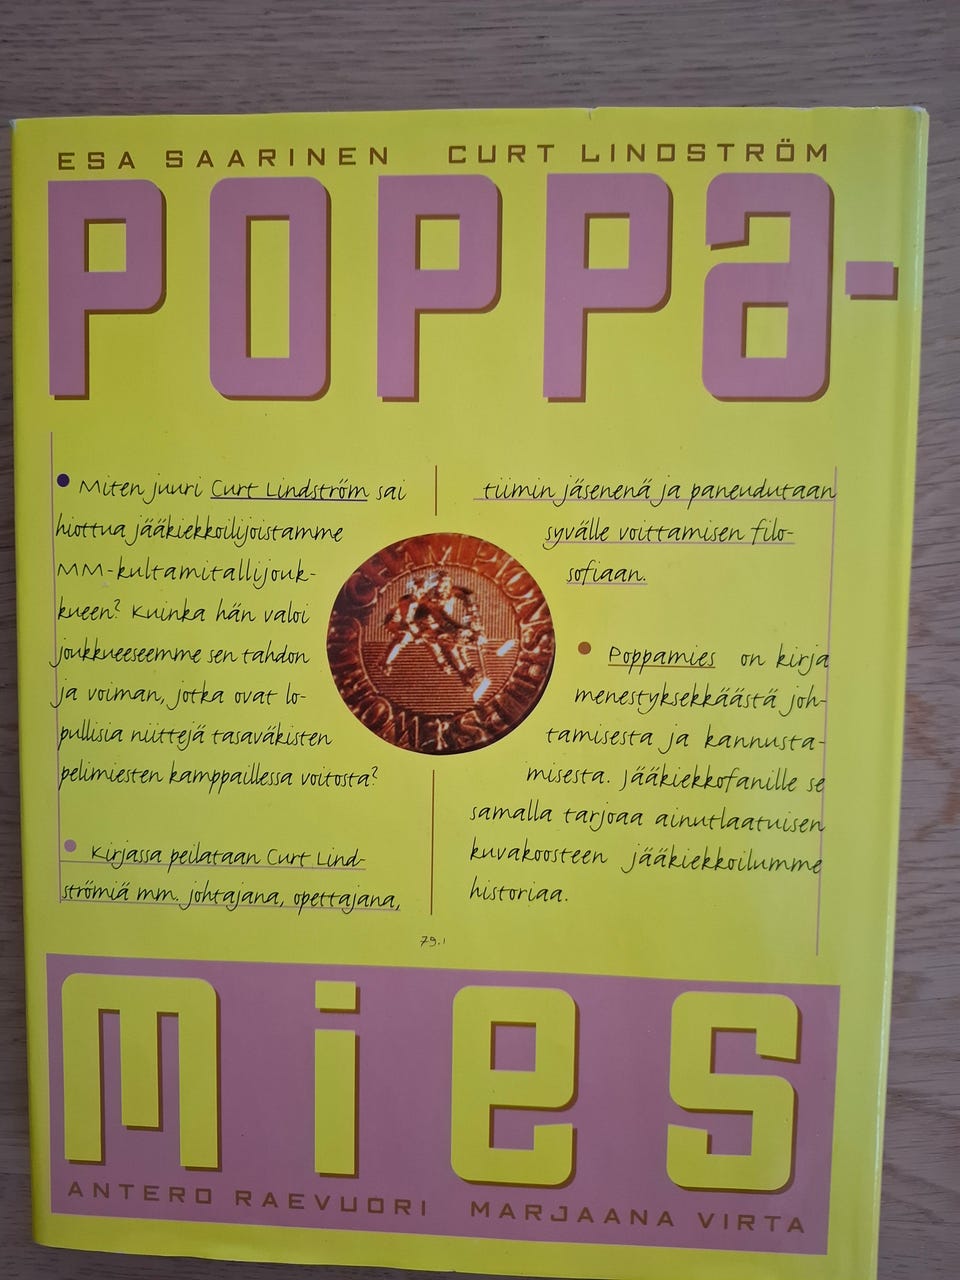 ESA SAARINEN CURT LINDSTRÖM
POPPA-
• Miten juuri Curt Lindström sai
hiottua jääkiekkoilijoistamme
MM-kultamitallijouk-
kueen? Kuinka hän valoi
joukkueeseemme sen tahdon
ja voiman, jotka ovat lo-
pullisia niittejä tasaväkisten
pelimiesten kamppaillessa voitosta?
• Kirjassa peilataan Curt Lind-
strömiä mm. johtajana, opettajana,
tiimin jäsenenä ja paneudutaan
syvälle voittamisen filo-
sofiaan.
• Poppamies on kirja
menestyksekkäästä joh-
tamisesta ja kannusta-
misesta. Jääkiekkofanille se
samalla tarjoaa ainutlaatuisen
kuvakoosteen jääkiekkoilumme
historiaa.
WORLD CHAMPIONSHIPS
79.1
mies
ANTERO RAEVUORI MARJAANA VIRTA